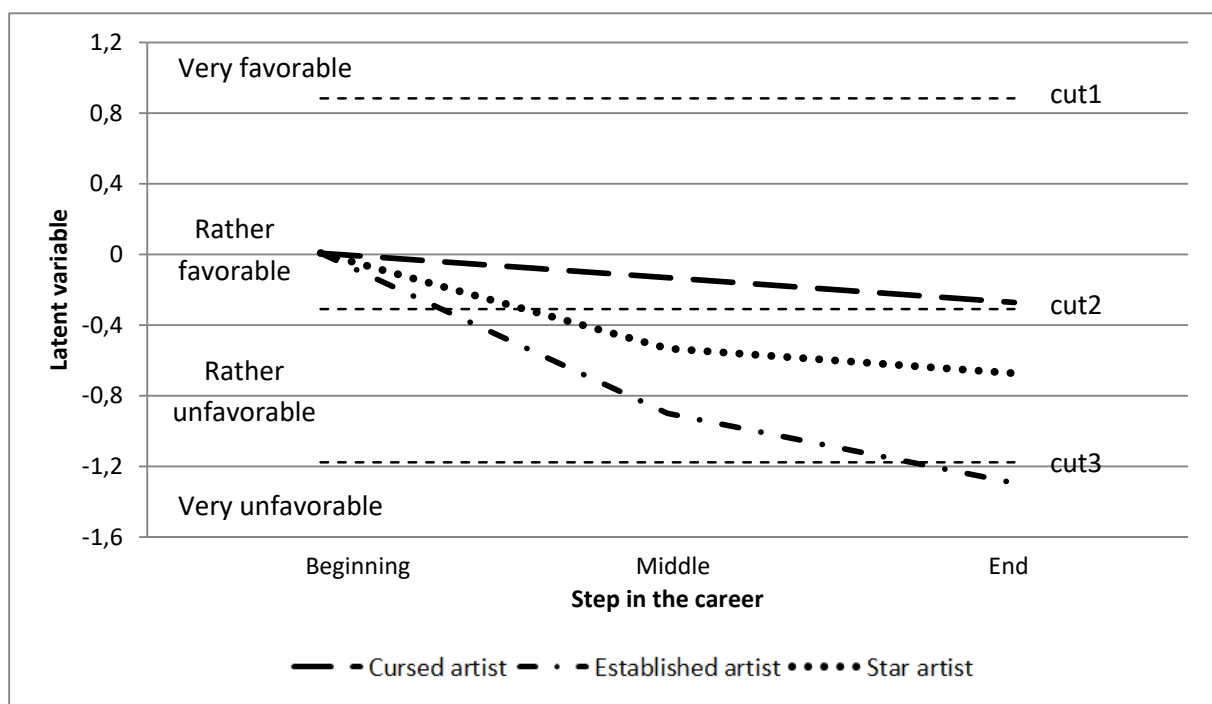 1,2
Very favorable
cut1
0,8
0,4
Rather
favorable
0
Latent variable
cut2
-0,4
Rather
unfavorable
-0,8
-1,2
cut3
Very unfavorable
-1,6
Beginning Middle End
Step in the career
Cursed artist Established artist Star artist